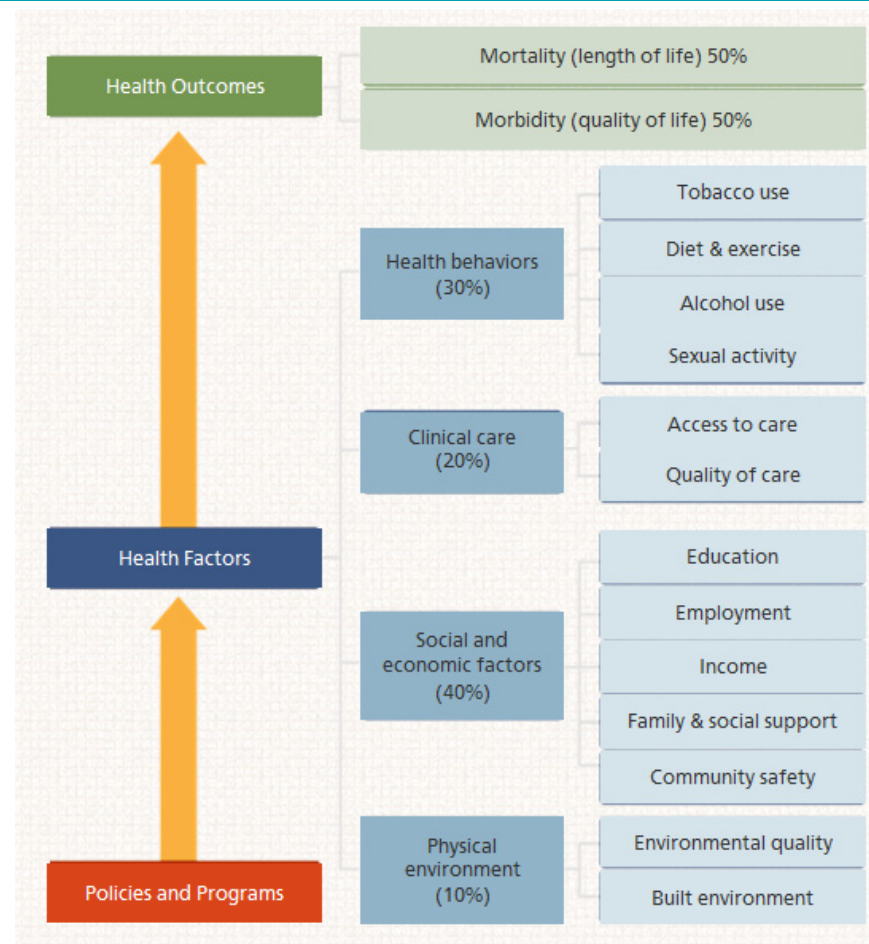 Health Outcomes
Mortality (length of life) 50%
Morbidity (quality of life) 50%
Health behaviors
(30%)
Tobacco use
Diet & exercise
Alcohol use
Sexual activity
Clinical care
(20%)
Access to care
Quality of care
Health Factors
Social and
economic factors
(40%)
Education
Employment
Income
Family & social support
Community safety
Physical
environment
(10%)
Environmental quality
Built environment
Policies and Programs